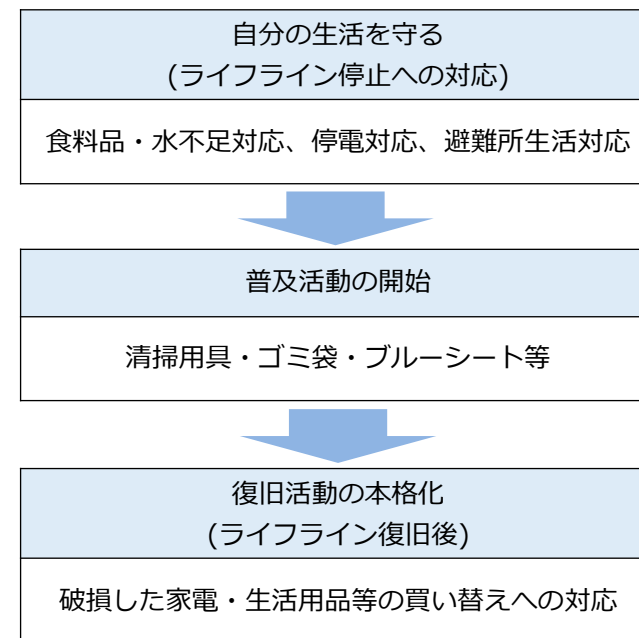 自分の生活を守る
(ライフライン停止への対応)
食料品・水不足対応、停電対応、避難所生活対応
普及活動の開始
清掃用具・ゴミ袋・ブルーシート等
復旧活動の本格化
(ライフライン復旧後)
破損した家電・生活用品等の買い替えへの対応